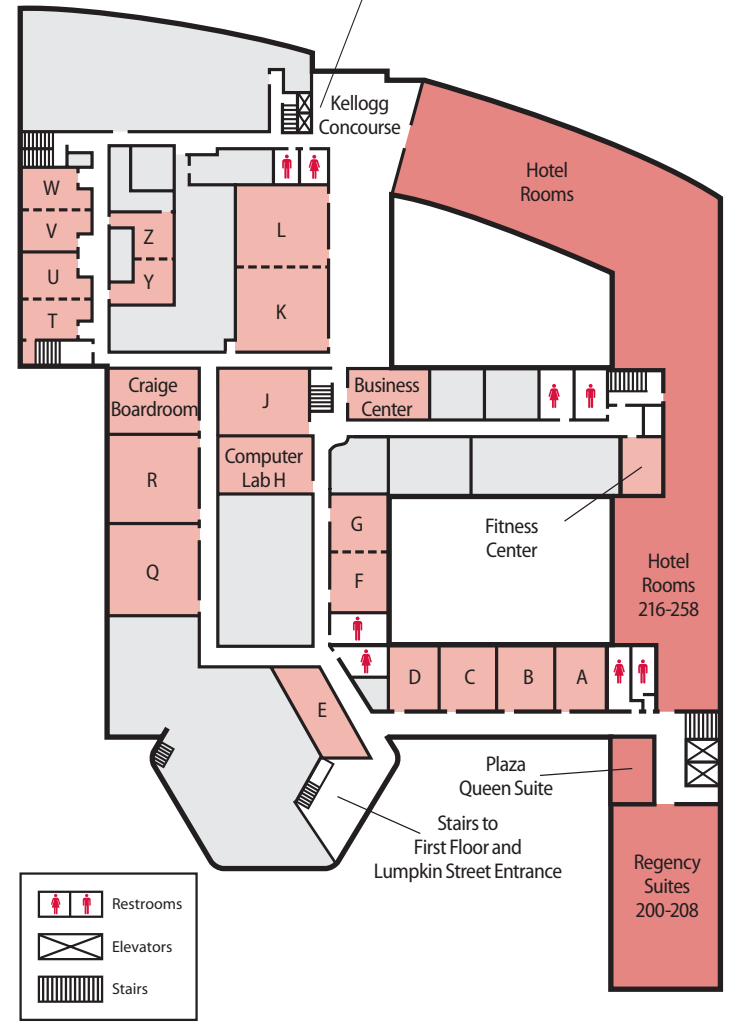 Kellogg
Concourse
Hotel
Rooms
W
V
U
T
Z
Y
L
K
Craige
Boardroom
J
Business
Center
Computer
Lab H
R
Q
G
F
Fitness
Center
Hotel
Rooms
216-258
D
C
B
A
E
Plaza
Queen Suite
Stairs to
First Floor and
Lumpkin Street Entrance
Regency
Suites
200-208
Restrooms
Elevators
Stairs